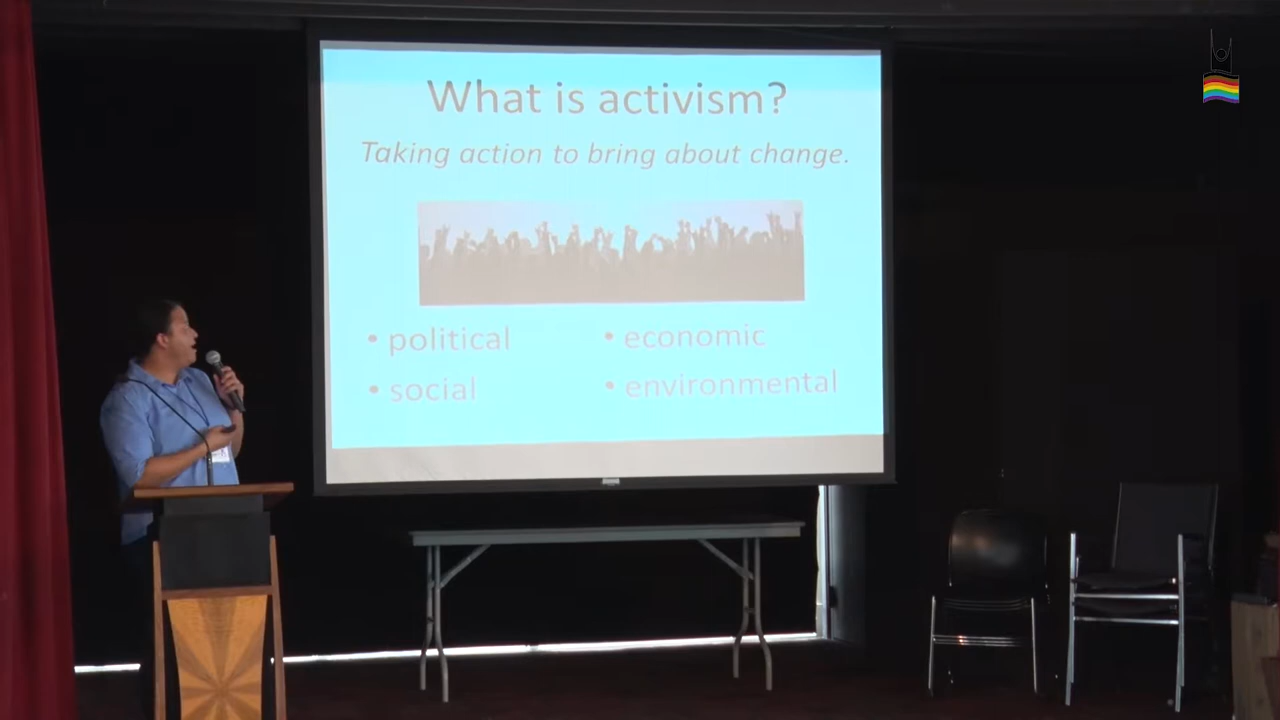 What is activism?
Taking action to bring about change.
• political
• economic
• social
• environmental